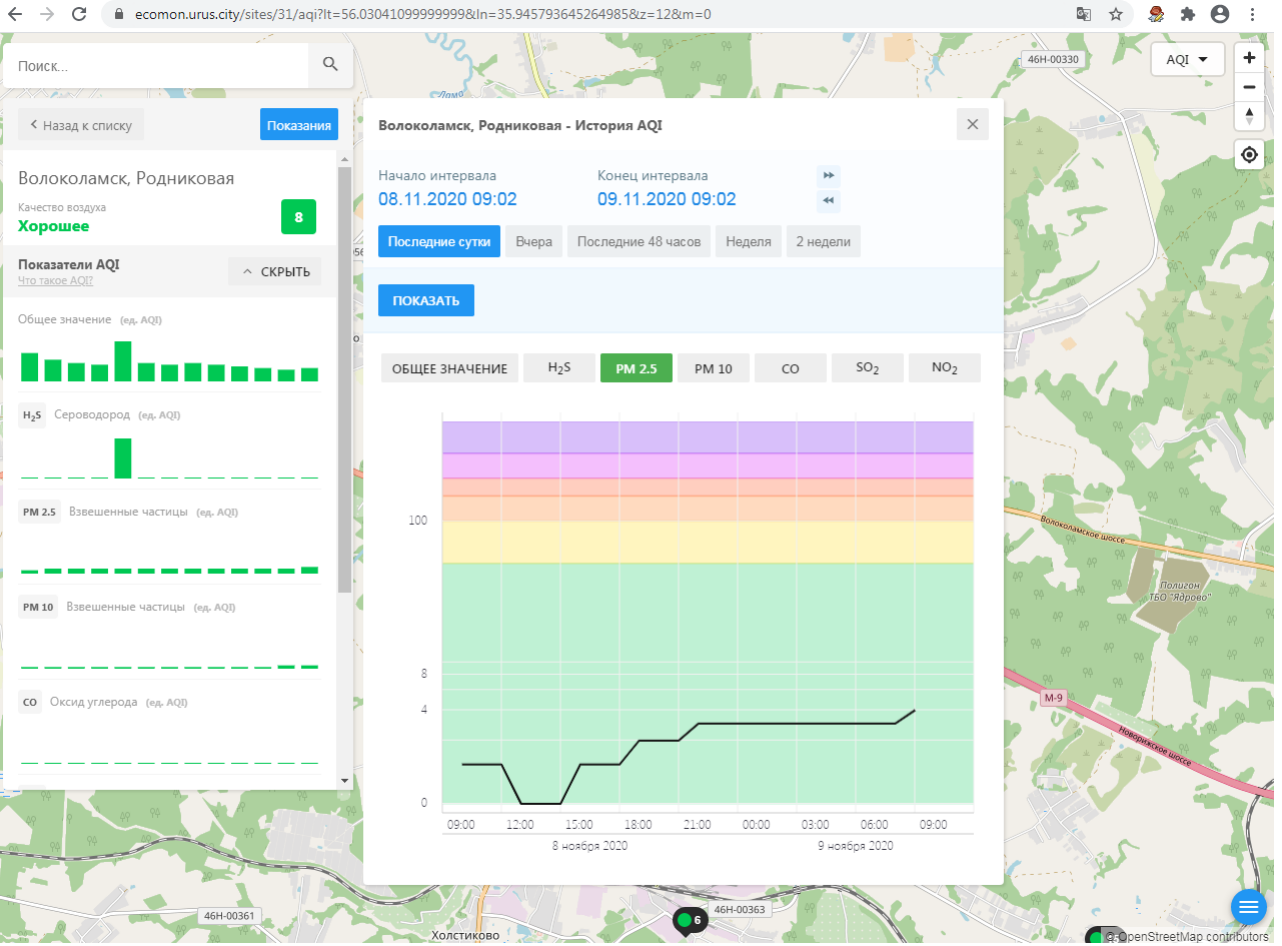 ecomon.urus.city/sites/31/aqi?lt=56.03041099999999&ln=35.945793645264985&z=12&m=0
Поиск...
46Н-00330
AQI
Назад к списку
Показания
Волоколамск, Родниковая - История AQI
Волоколамск, Родниковая
Качество воздуха
Хорошее
8
Показатели AQI
Что такое AQI?
СКРЫТЬ
Общее значение (ед. AQI)
H2S Сероводород (ед. AQI)
PM 2.5 Взвешенные частицы (ед. AQI)
PM 10 Взвешенные частицы (ед. AQI)
CO Оксид углерода (ед. AQI)
Начало интервала
08.11.2020 09:02
Конец интервала
09.11.2020 09:02
Последние сутки Вчера Последние 48 часов Неделя 2 недели
ПОКАЗАТЬ
ОБЩЕЕ ЗНАЧЕНИЕ H2S PM 2.5 PM 10 CO SO2 NO2
100
8
4
0
09:00 12:00 15:00 18:00 21:00 00:00 03:00 06:00 09:00
8 ноября 2020 9 ноября 2020
Волоколамское шоссе
Полигон
ТБО "Ядрово"
М-9
Новорижское шоссе
46Н-00361
6
46Н-00363
Холстиково
© OpenStreetMap contributors